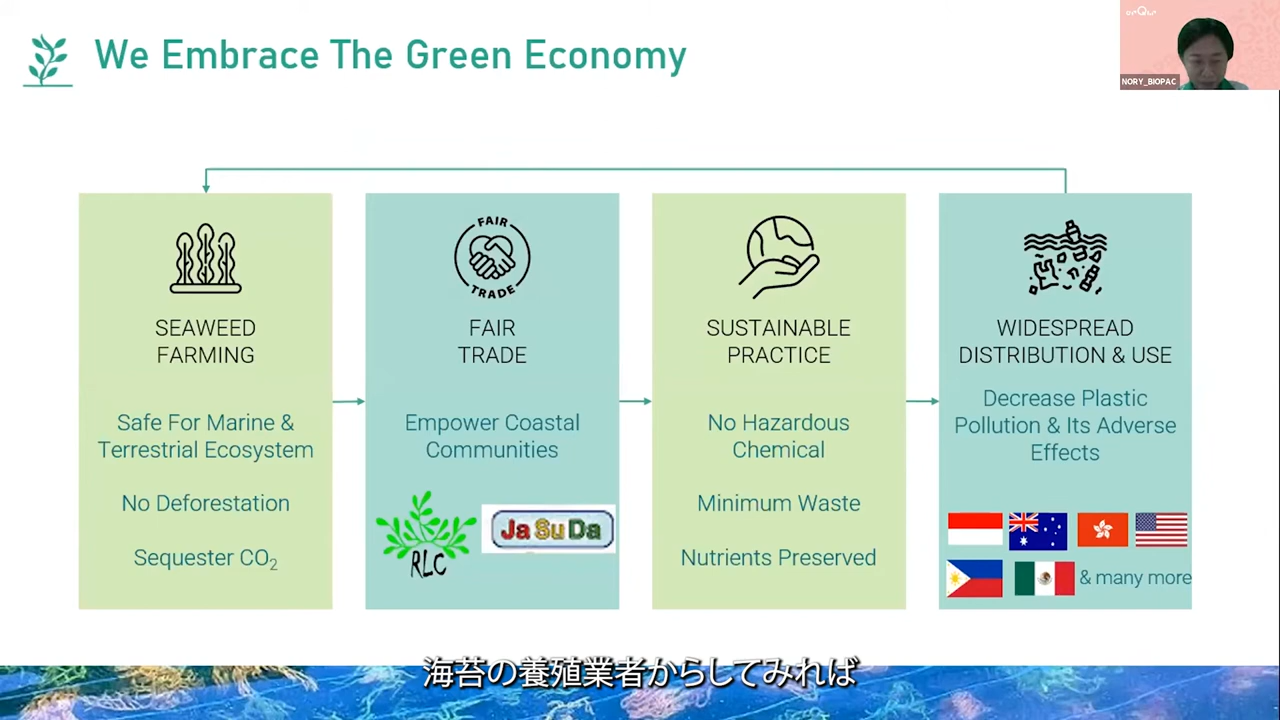 We Embrace The Green Economy
NORY_BIOPAC
FAIR
TRADE
SEAWEED
FARMING
Safe For Marine &
Terrestrial Ecosystem
No Deforestation
Sequester CO₂
FAIR
TRADE
Empower Coastal
Communities
RLC
Ja Su Da
SUSTAINABLE
PRACTICE
No Hazardous
Chemical
Minimum Waste
Nutrients Preserved
WIDESPREAD
DISTRIBUTION & USE
Decrease Plastic
Pollution & Its Adverse
Effects
& many more
海苔の養殖業者からしてみれば